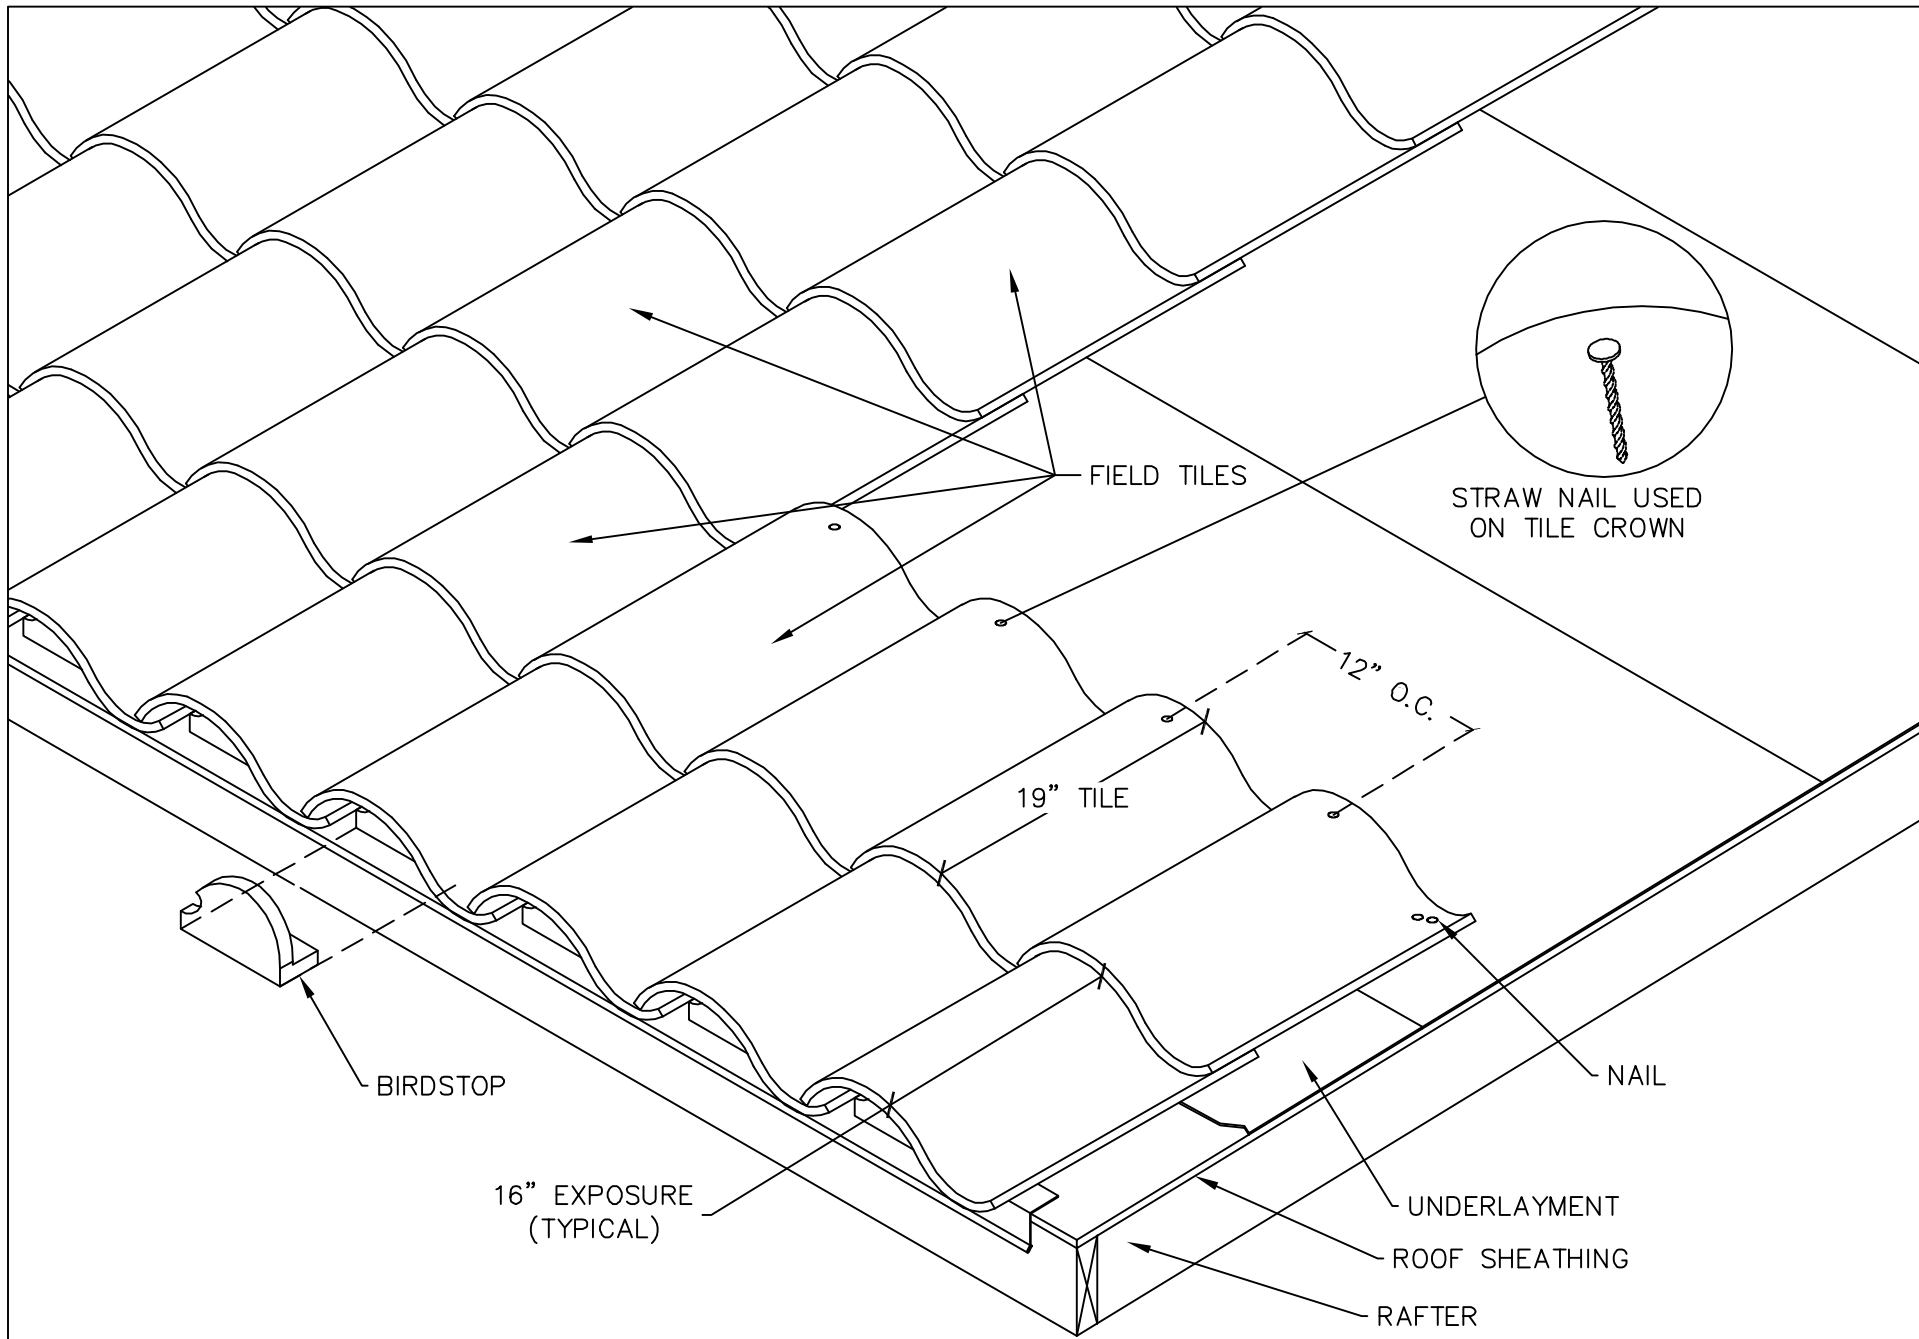 FIELD TILES
STRAW NAIL USED
ON TILE CROWN
12" O.C.
19" TILE
BIRDSTOP
NAIL
16" EXPOSURE
(TYPICAL)
UNDERLAYMENT
ROOF SHEATHING
RAFTER